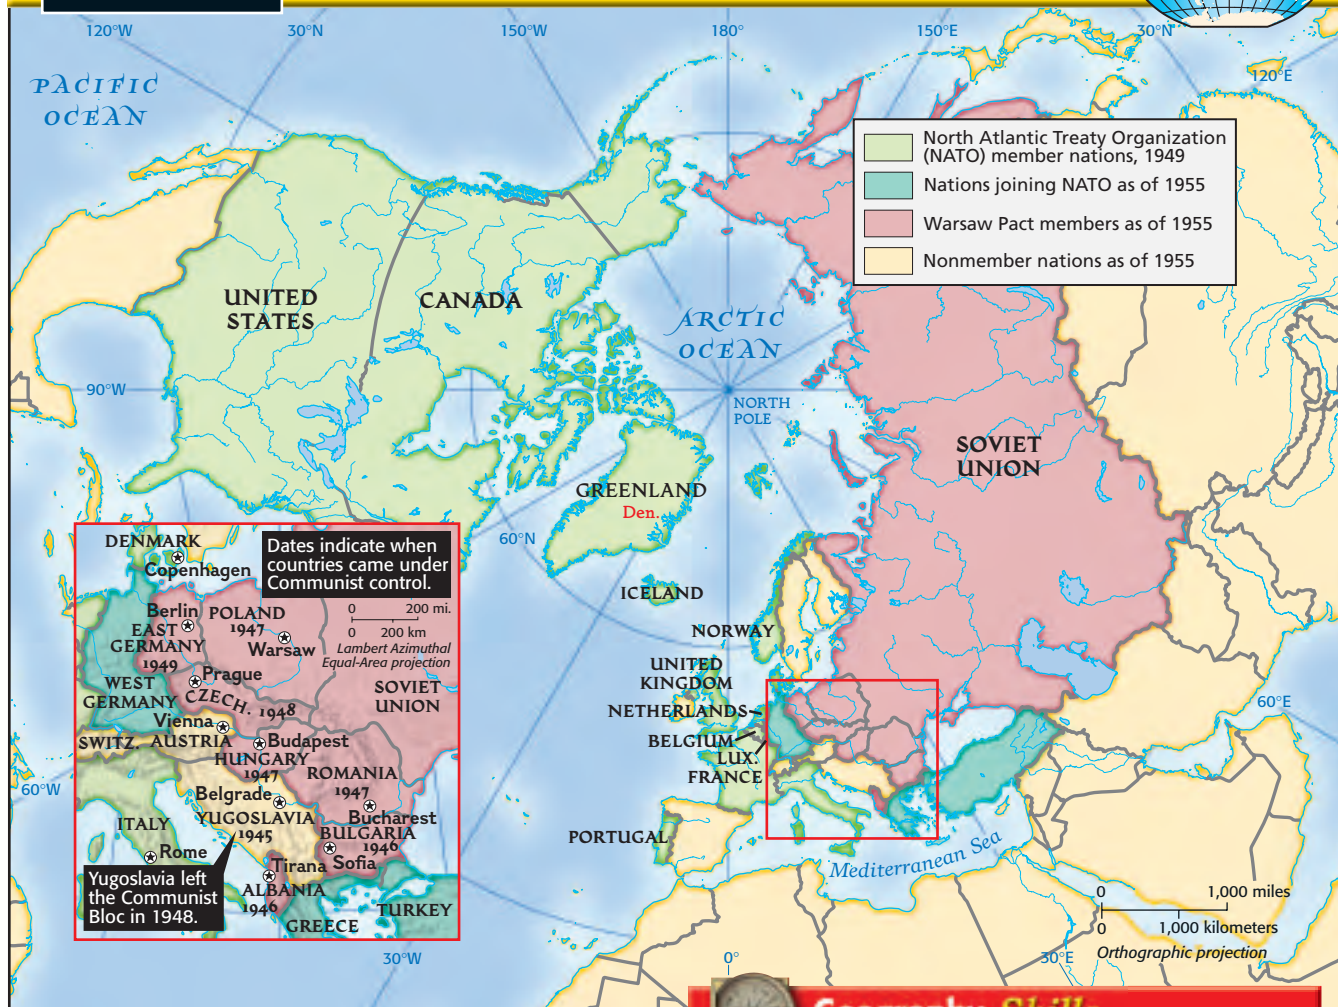 120°W
30°N
150°W
180°
150°E
30°N
120°E
PACIFIC
OCEAN
North Atlantic Treaty Organization
(NATO) member nations, 1949
Nations joining NATO as of 1955
Warsaw Pact members as of 1955
Nonmember nations as of 1955
UNITED
STATES
CANADA
ARCTIC
OCEAN
90°W
NORTH
POLE
SOVIET
UNION
GREENLAND
Den.
60°N
ICELAND
NORWAY
UNITED
KINGDOM
NETHERLANDS
BELGIUM
LUX.
FRANCE
PORTUGAL
60°E
Mediterranean Sea
0 1,000 miles
0 1,000 kilometers
Orthographic projection
60°W
30°W
0°
30°E
DENMARK
Copenhagen
Dates indicate when
countries came under
Communist control.
0 200 mi.
0 200 km
Lambert Azimuthal
Equal-Area projection
Berlin
EAST
GERMANY
1949
POLAND
1947
Warsaw
Prague
WEST
GERMANY
CZECH. 1948
SOVIET
UNION
Vienna
SWITZ.
AUSTRIA
Budapest
HUNGARY
1947
ROMANIA
1947
Belgrade
YUGOSLAVIA
1945
Bucharest
BULGARIA
1946
ITALY
Rome
Sofia
Tirana
ALBANIA
1946
Yugoslavia left
the Communist
Bloc in 1948.
GREECE
TURKEY
Geography Skills